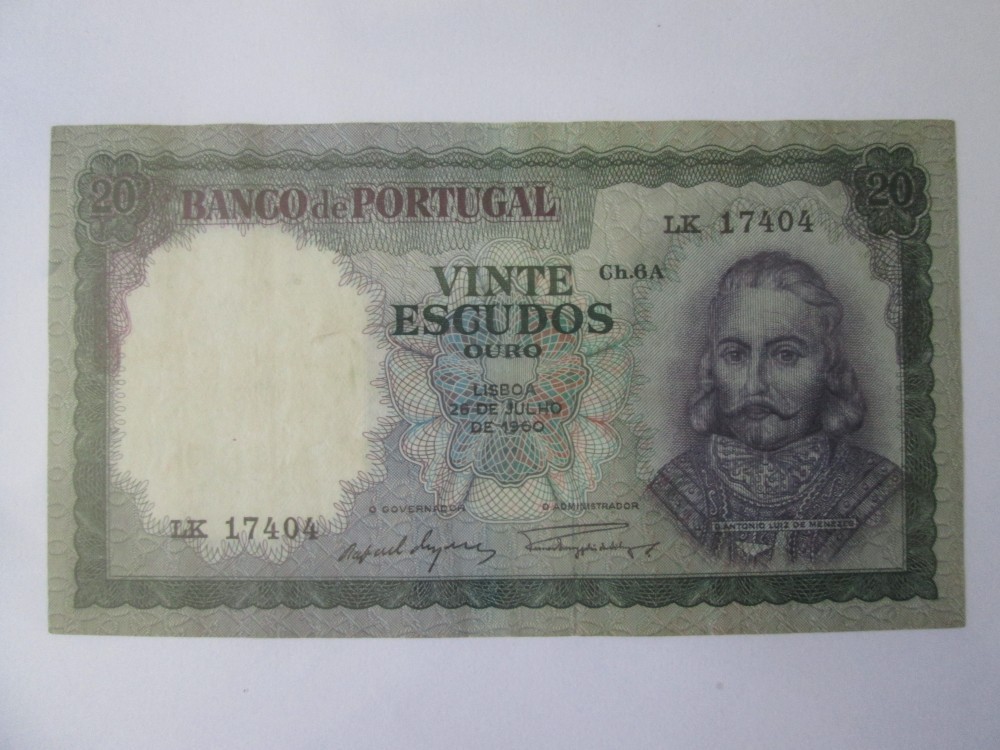 20 20
BANCO de PORTUGAL
LK 17404
VINTE Ch.6A
ESCUDOS
OURO
LISBOA
26 DE JULHO
DE 1960
O GOVERNADOR O ADMINISTRADOR
LK 17404
D. ANTONIO LUIZ DE MENEZES